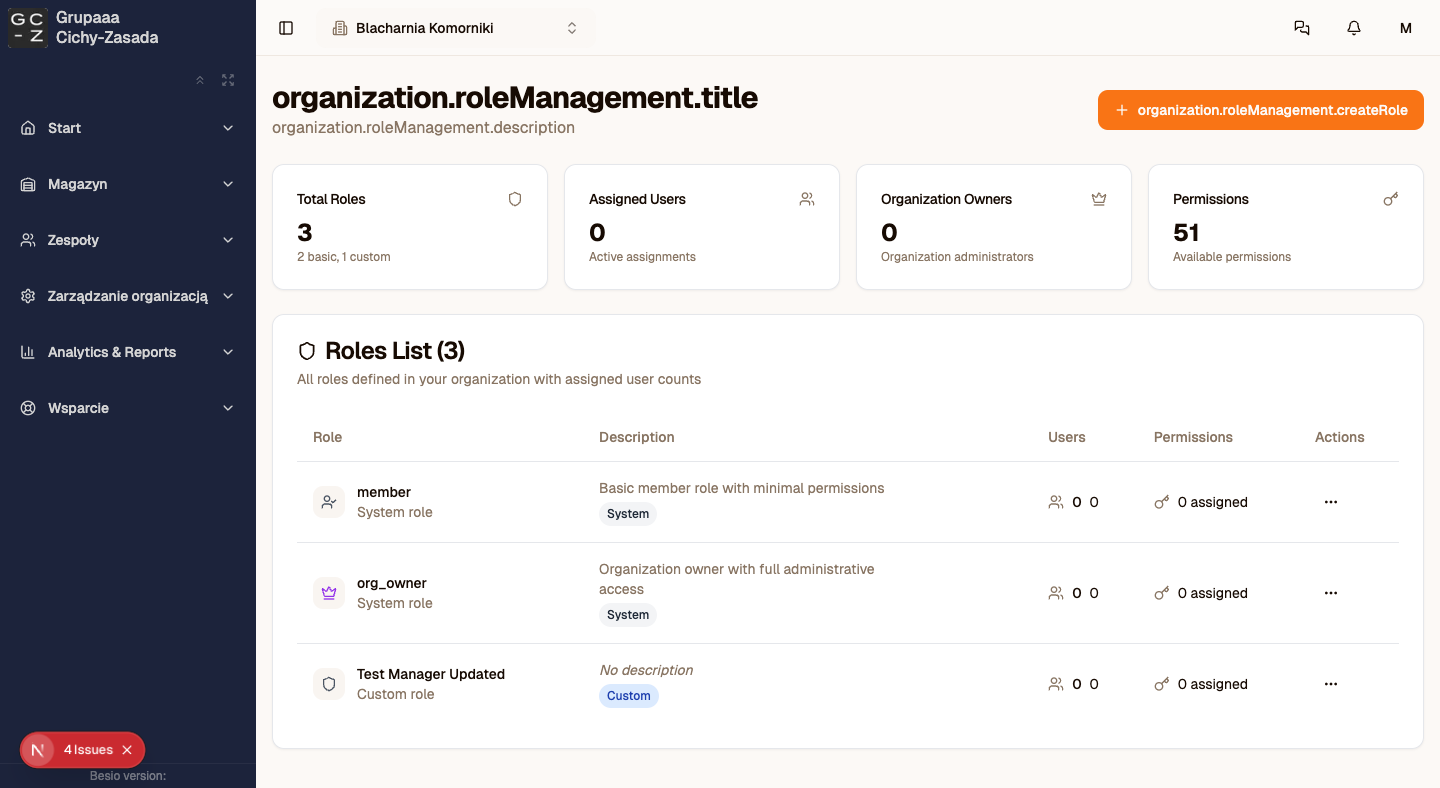 GC
-Z
Grupaaa
Cichy-Zasada
Blacharnia Komorniki
M
Start
Magazyn
Zespoły
Zarządzanie organizacją
Analytics & Reports
Wsparcie
N
4 Issues
Besio version:
organization.roleManagement.title
organization.roleManagement.description
organization.roleManagement.createRole
Total Roles
3
2 basic, 1 custom
Assigned Users
0
Active assignments
Organization Owners
0
Organization administrators
Permissions
51
Available permissions
Roles List (3)
All roles defined in your organization with assigned user counts
Role Description Users Permissions Actions
member
System role
Basic member role with minimal permissions
System
0 0
0 assigned
org_owner
System role
Organization owner with full administrative
access
System
0 0
0 assigned
Test Manager Updated
Custom role
No description
Custom
0 0
0 assigned